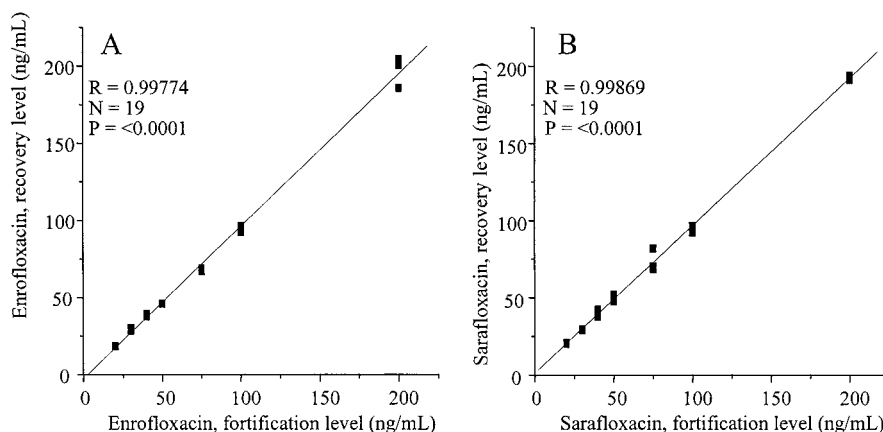 A
R = 0.99774
N = 19
P = <0.0001
Enrofloxacin, recovery level (ng/mL)
200
150
100
50
0
0 50 100 150 200
Enrofloxacin, fortification level (ng/mL)
B
R = 0.99869
N = 19
P = <0.0001
Sarafloxacin, recovery level (ng/mL)
200
150
100
50
0
0 50 100 150 200
Sarafloxacin, fortification level (ng/mL)